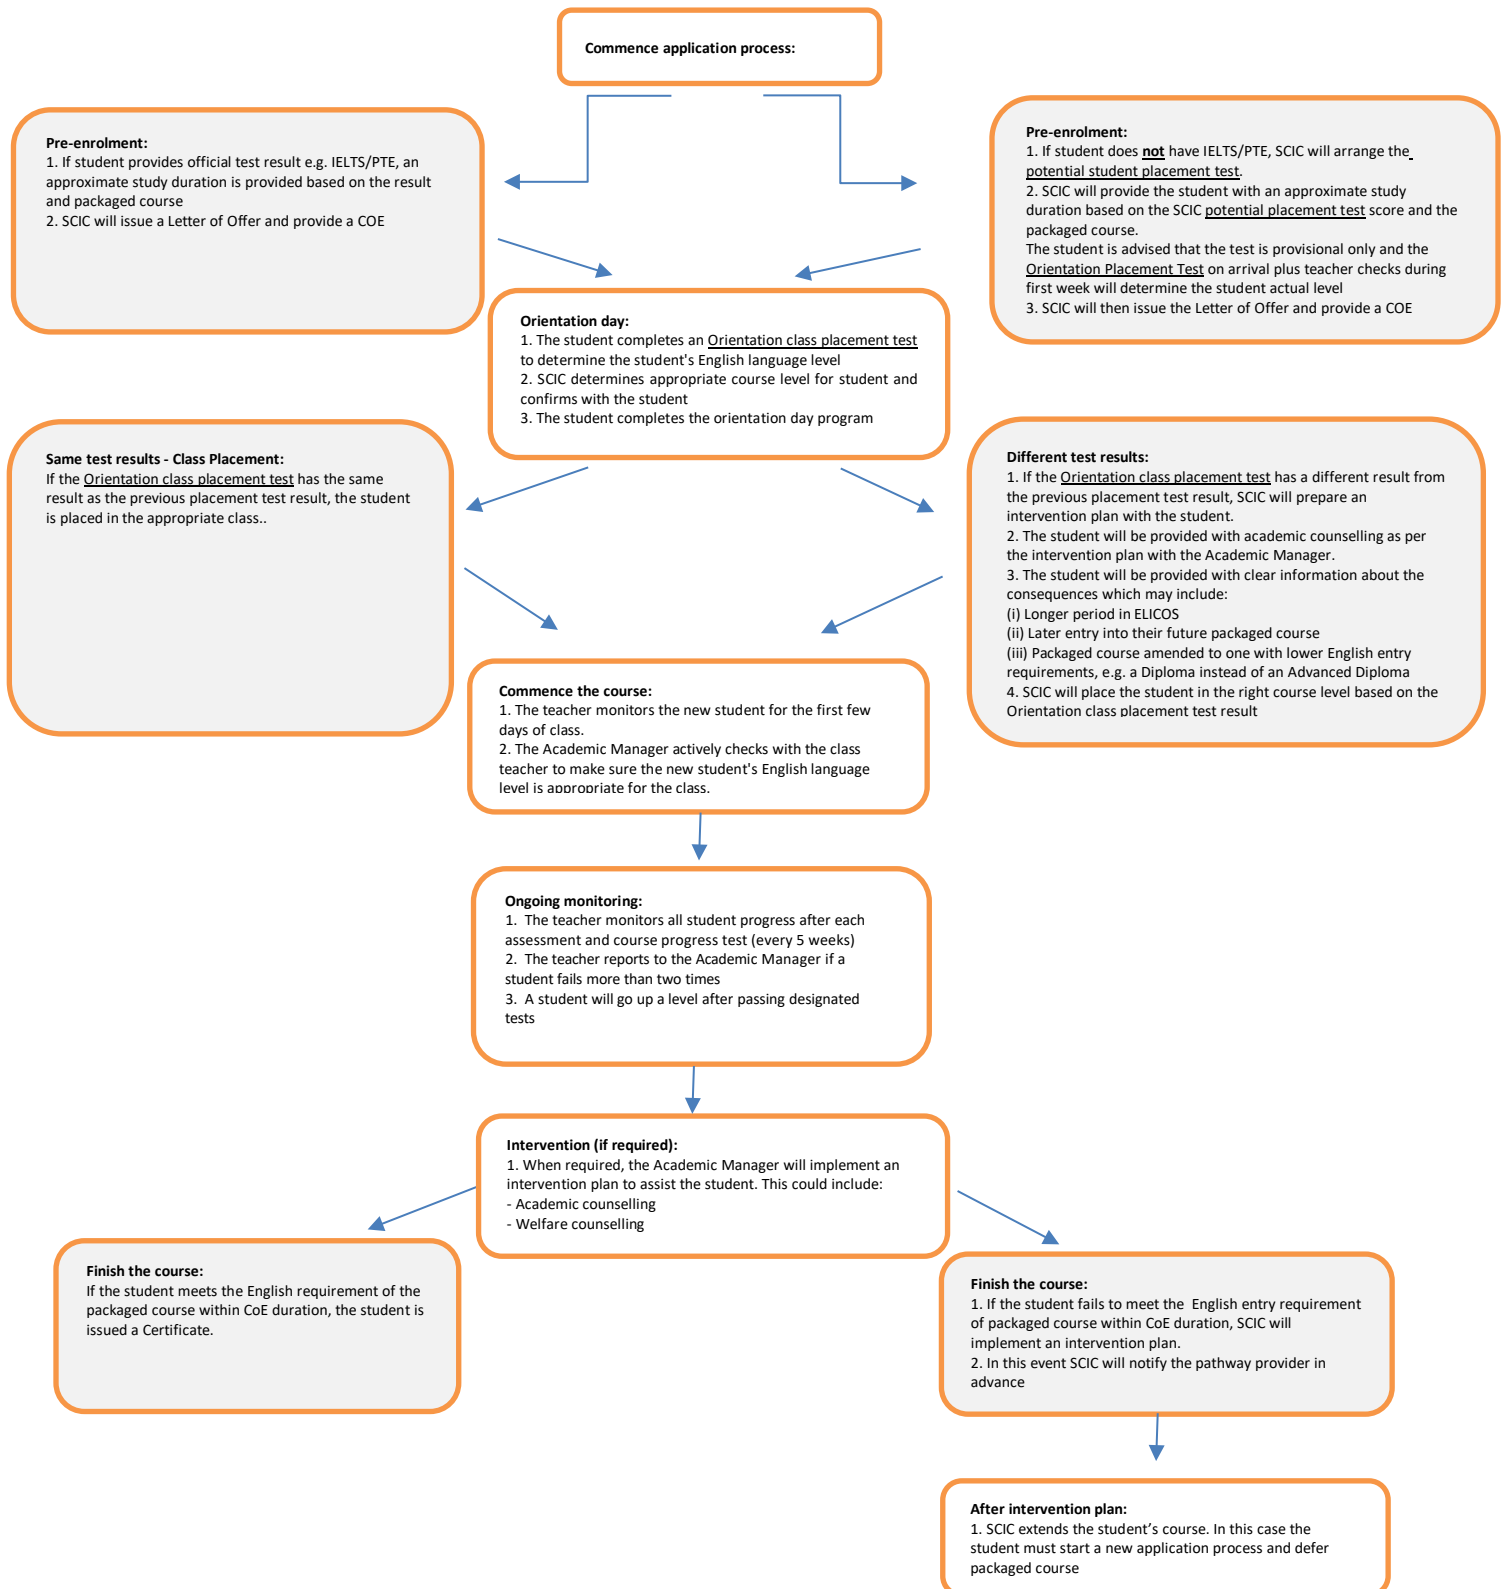 Commence application process:
Pre-enrolment:
1. If student provides official test result e.g. IELTS/PTE, an
approximate study duration is provided based on the result
and packaged course
2. SCIC will issue a Letter of Offer and provide a COE
Pre-enrolment:
1. If student does not have IELTS/PTE, SCIC will arrange the
potential student placement test.
2. SCIC will provide the student with an approximate study
duration based on the SCIC potential placement test score and the
packaged course.
The student is advised that the test is provisional only and the
Orientation Placement Test on arrival plus teacher checks during
first week will determine the student actual level
3. SCIC will then issue the Letter of Offer and provide a COE
Orientation day:
1. The student completes an Orientation class placement test
to determine the student's English language level
2. SCIC determines appropriate course level for student and
confirms with the student
3. The student completes the orientation day program
Same test results - Class Placement:
If the Orientation class placement test has the same
result as the previous placement test result, the student
is placed in the appropriate class..
Different test results:
1. If the Orientation class placement test has a different result from
the previous placement test result, SCIC will prepare an
intervention plan with the student.
2. The student will be provided with academic counselling as per
the intervention plan with the Academic Manager.
3. The student will be provided with clear information about the
consequences which may include:
(i) Longer period in ELICOS
(ii) Later entry into their future packaged course
(iii) Packaged course amended to one with lower English entry
requirements, e.g. a Diploma instead of an Advanced Diploma
4. SCIC will place the student in the right course level based on the
Orientation class placement test result
Commence the course:
1. The teacher monitors the new student for the first few
days of class.
2. The Academic Manager actively checks with the class
teacher to make sure the new student's English language
level is appropriate for the class.
Ongoing monitoring:
1. The teacher monitors all student progress after each
assessment and course progress test (every 5 weeks)
2. The teacher reports to the Academic Manager if a
student fails more than two times
3. A student will go up a level after passing designated
tests
Intervention (if required):
1. When required, the Academic Manager will implement an
intervention plan to assist the student. This could include:
- Academic counselling
- Welfare counselling
Finish the course:
If the student meets the English requirement of the
packaged course within CoE duration, the student is
issued a Certificate.
Finish the course:
1. If the student fails to meet the English entry requirement
of packaged course within CoE duration, SCIC will
implement an intervention plan.
2. In this event SCIC will notify the pathway provider in
advance
After intervention plan:
1. SCIC extends the student’s course. In this case the
student must start a new application process and defer
packaged course